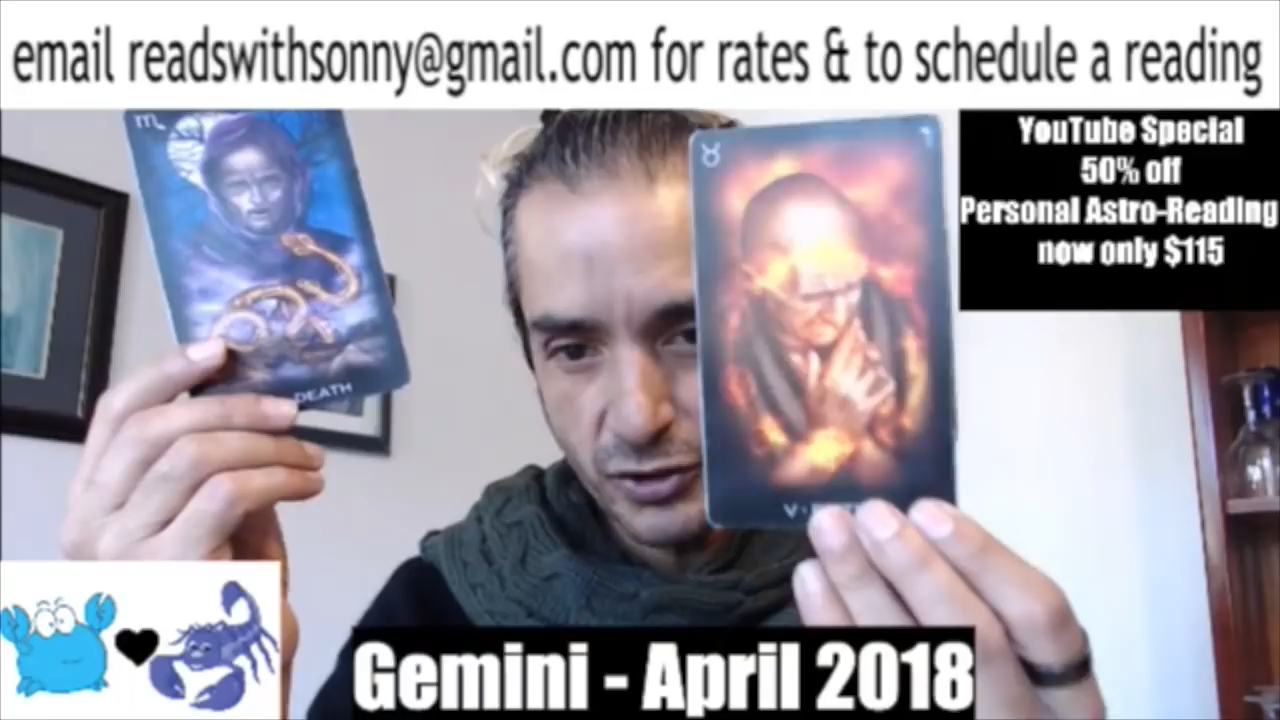 email readswithsonny@gmail.com for rates & to schedule a reading
YouTube Special
50% off
Personal Astro-Reading
now only $115
♏
DEATH
♉
V
Gemini - April 2018